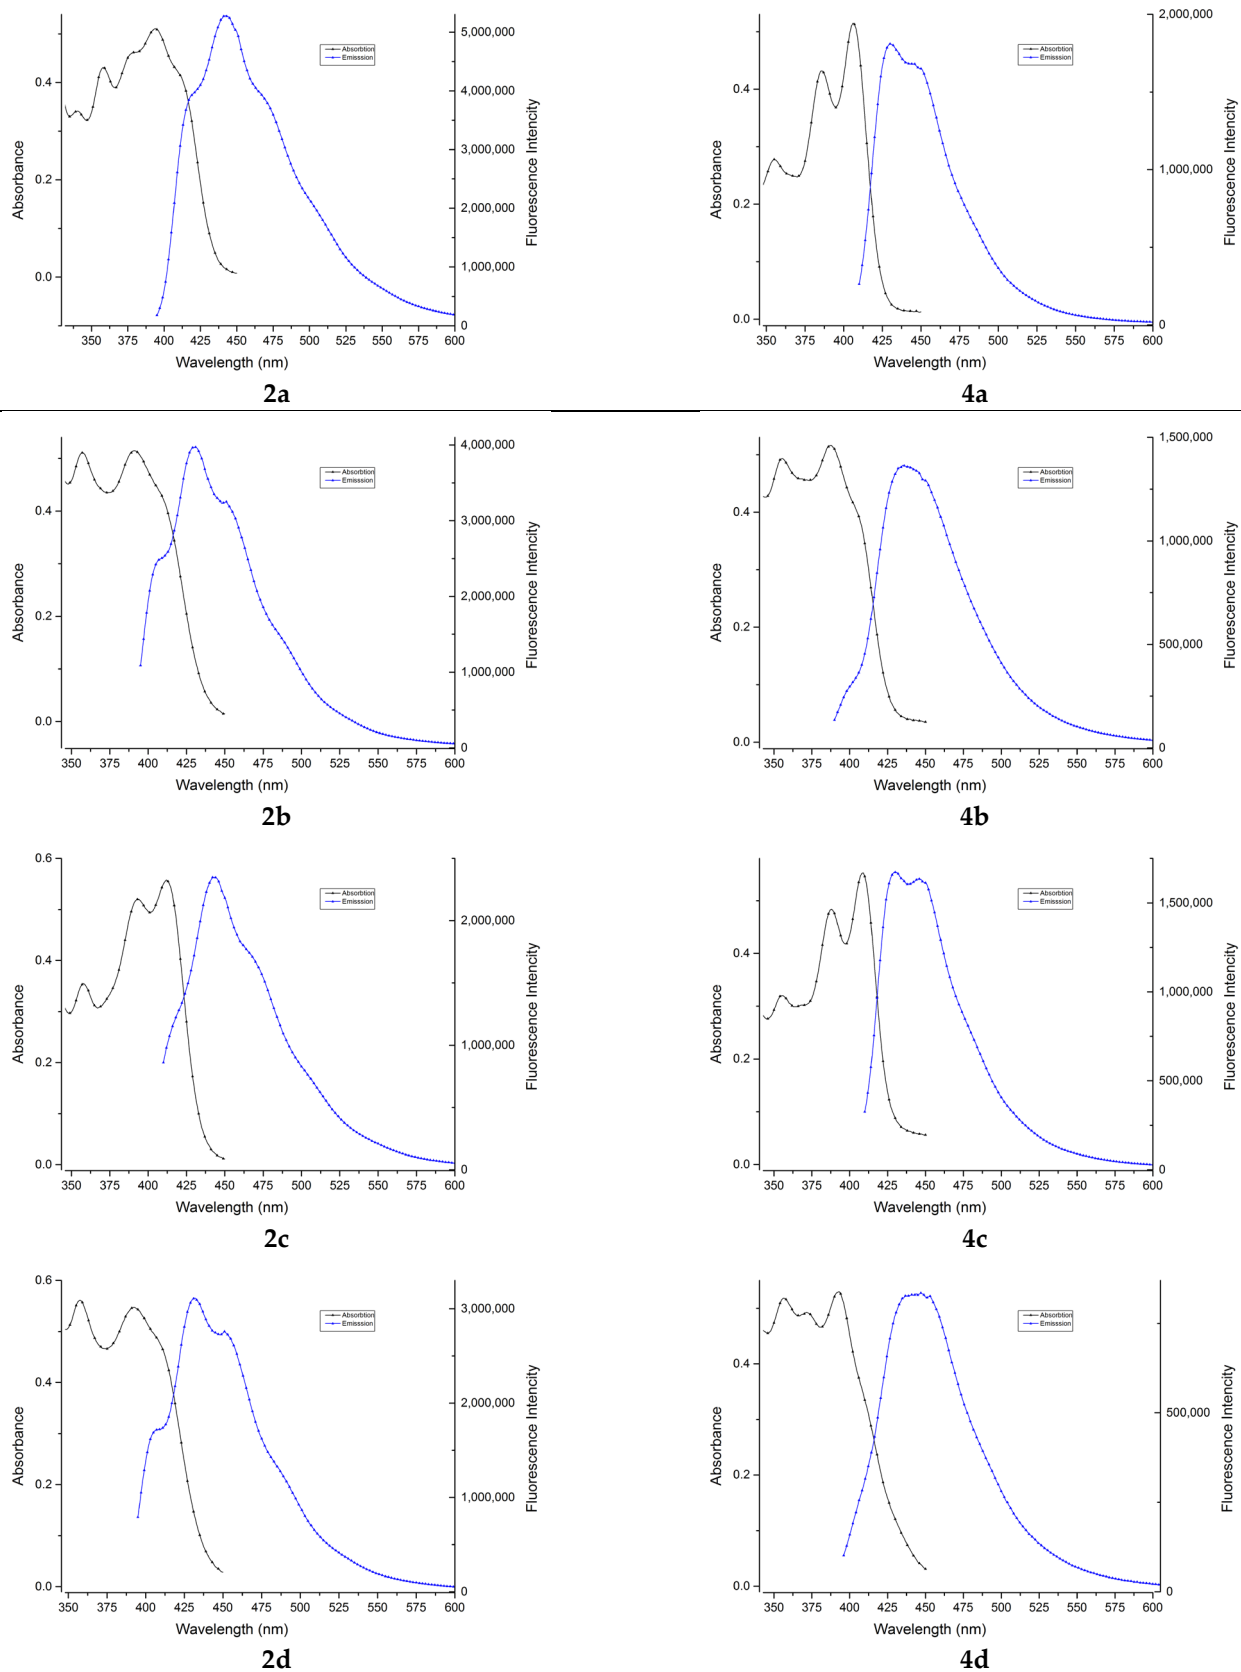 Absorbtion
Emisssion
0.4
0.2
0.0
Absorbance
5,000,000
4,000,000
3,000,000
2,000,000
1,000,000
0
Fluorescence Intencity
350 375 400 425 450 475 500 525 550 575 600
Wavelength (nm)
2a
Absorbtion
Emisssion
0.4
0.2
0.0
Absorbance
2,000,000
1,000,000
0
Fluorescence Intencity
350 375 400 425 450 475 500 525 550 575 600
Wavelength (nm)
4a
Absorbtion
Emisssion
0.4
0.2
0.0
Absorbance
4,000,000
3,000,000
2,000,000
1,000,000
0
Fluorescence Intencity
350 375 400 425 450 475 500 525 550 575 600
Wavelength (nm)
2b
Absorbtion
Emisssion
0.4
0.2
0.0
Absorbance
1,500,000
1,000,000
500,000
0
Fluorescence Intencity
350 375 400 425 450 475 500 525 550 575 600
Wavelength (nm)
4b
Absorbtion
Emisssion
0.6
0.4
0.2
0.0
Absorbance
2,000,000
1,000,000
0
Fluorescence Intencity
350 375 400 425 450 475 500 525 550 575 600
Wavelength (nm)
2c
Absorbtion
Emisssion
0.4
0.2
0.0
Absorbance
1,500,000
1,000,000
500,000
0
Fluorescence Intencity
350 375 400 425 450 475 500 525 550 575 600
Wavelength (nm)
4c
Absorbtion
Emisssion
0.6
0.4
0.2
0.0
Absorbance
3,000,000
2,000,000
1,000,000
0
Fluorescence Intencity
350 375 400 425 450 475 500 525 550 575 600
Wavelength (nm)
2d
Absorbtion
Emisssion
0.4
0.2
0.0
Absorbance
500,000
0
Fluorescence Intencity
350 375 400 425 450 475 500 525 550 575 600
Wavelength (nm)
4d